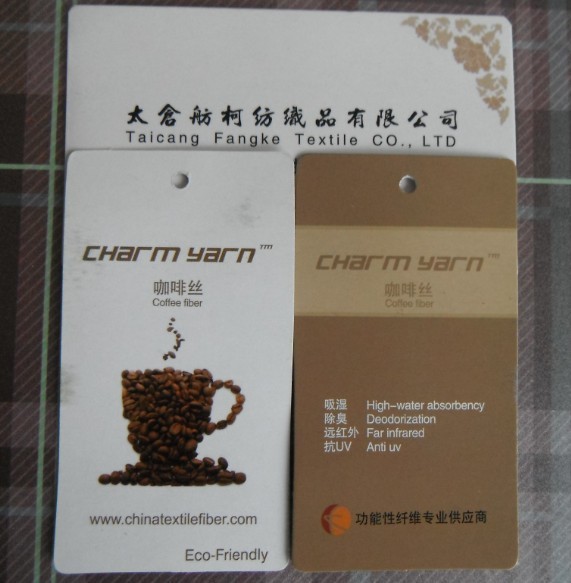 太倉舫柯纺織品有限公司
Taicang Fangke Textile CO., LTD
CHARM YARN™
咖啡丝
Coffee fiber
www.chinatextilefiber.com
Eco-Friendly
CHARM YARN™
咖啡丝
Coffee fiber
吸湿 High-water absorbency
除臭 Deodorization
远红外 Far infrared
抗UV Anti uv
功能性纤维专业供应商